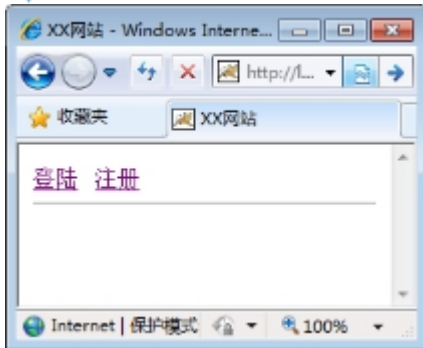 XX网站 - Windows Interne...
http://l...
收藏夹
XX网站
登陆 注册
Internet | 保护模式
100%